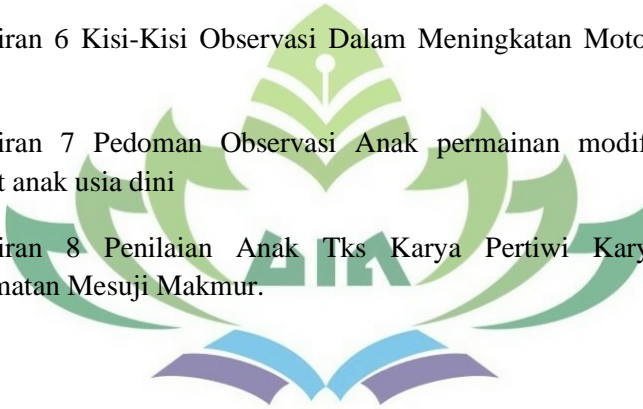 iran 6 Kisi-Kisi Observasi Dalam Meningkatan Moto
iran 7 Pedoman Observasi Anak permainan modif
t anak usia dini
iran 8 Penilaian Anak Tks Karya Pertiwi Kary
matan Mesuji Makmur.